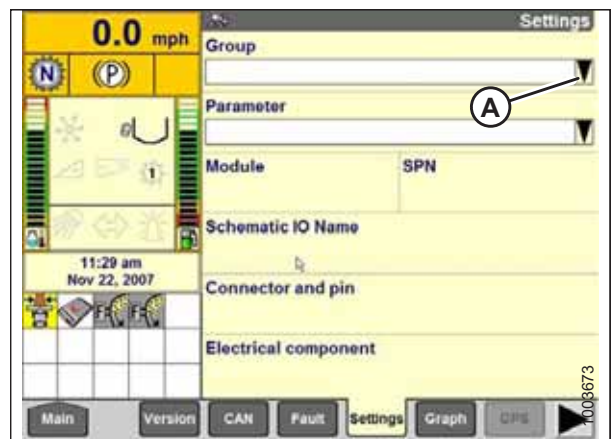 0.0 mph
Settings
Group
N (P)
A
Parameter
Module SPN
1
Schematic IO Name
11:29 am
Nov 22, 2007
Connector and pin
Electrical component
1003673
Main Version CAN Fault Settings Graph GPS